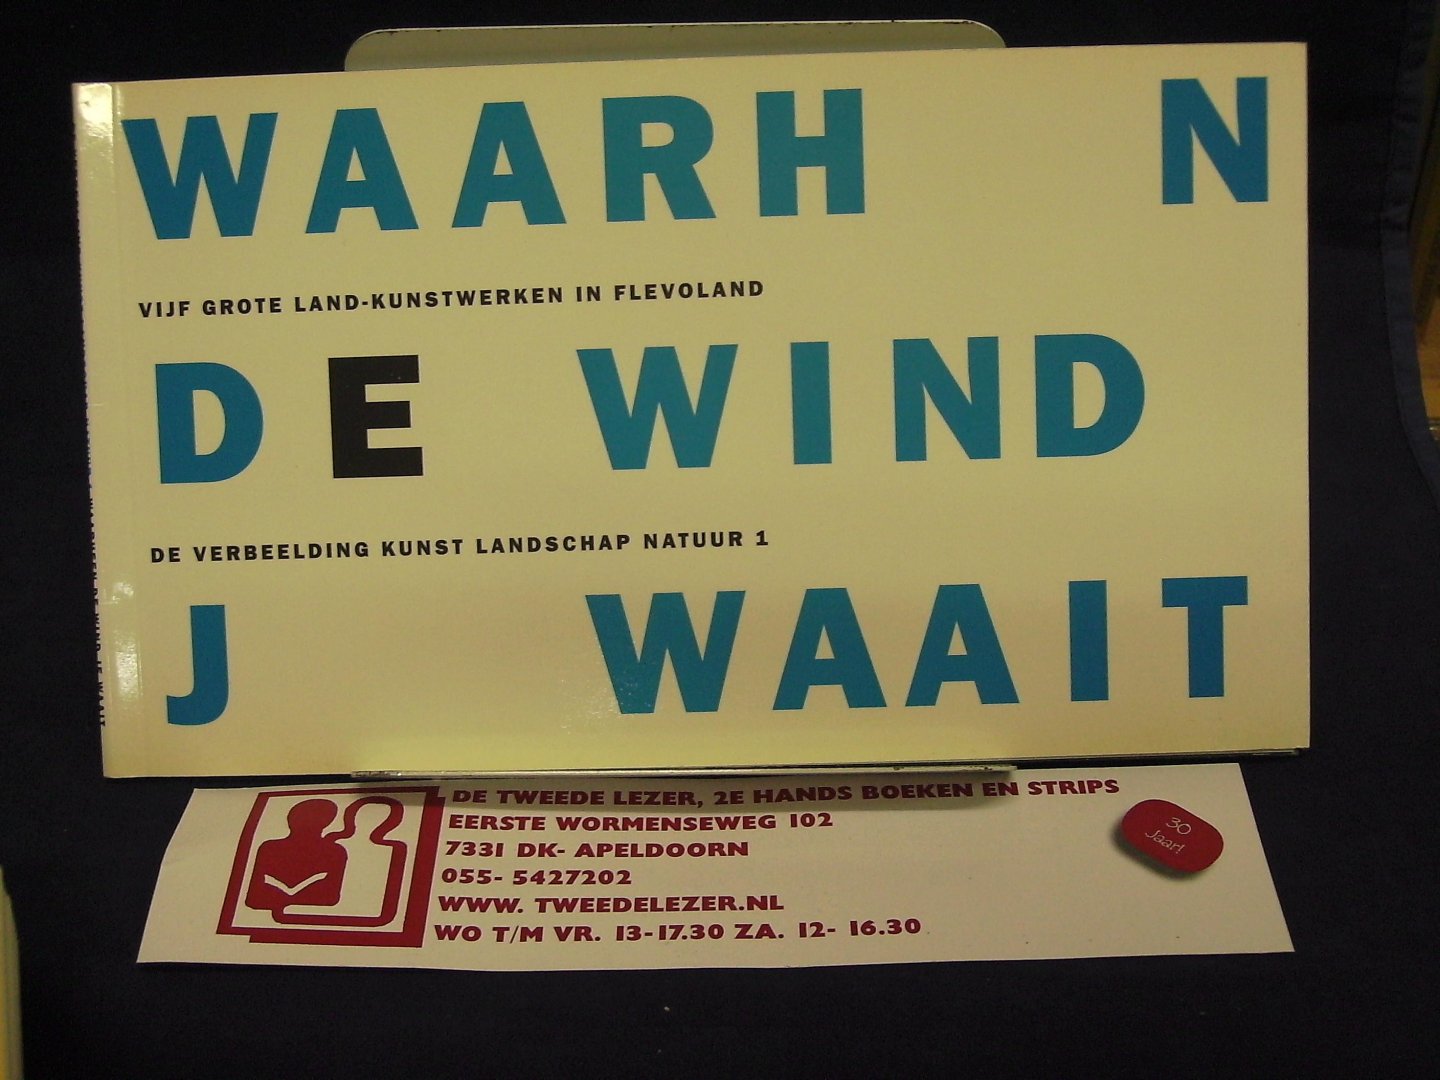 WAARH N
VIJF GROTE LAND-KUNSTWERKEN IN FLEVOLAND
DE WIND
DE VERBEELDING KUNST LANDSCHAP NATUUR 1
J WAAIT
DE TWEEDE LEZER, 2E HANDS BOEKEN EN STRIPS
EERSTE WORMENSEWEG 102
7331 DK- APELDOORN
055- 5427202
WWW. TWEEDELEZER.NL
WO T/M VR. 13-17.30 ZA. 12- 16.30
30
Jaar!